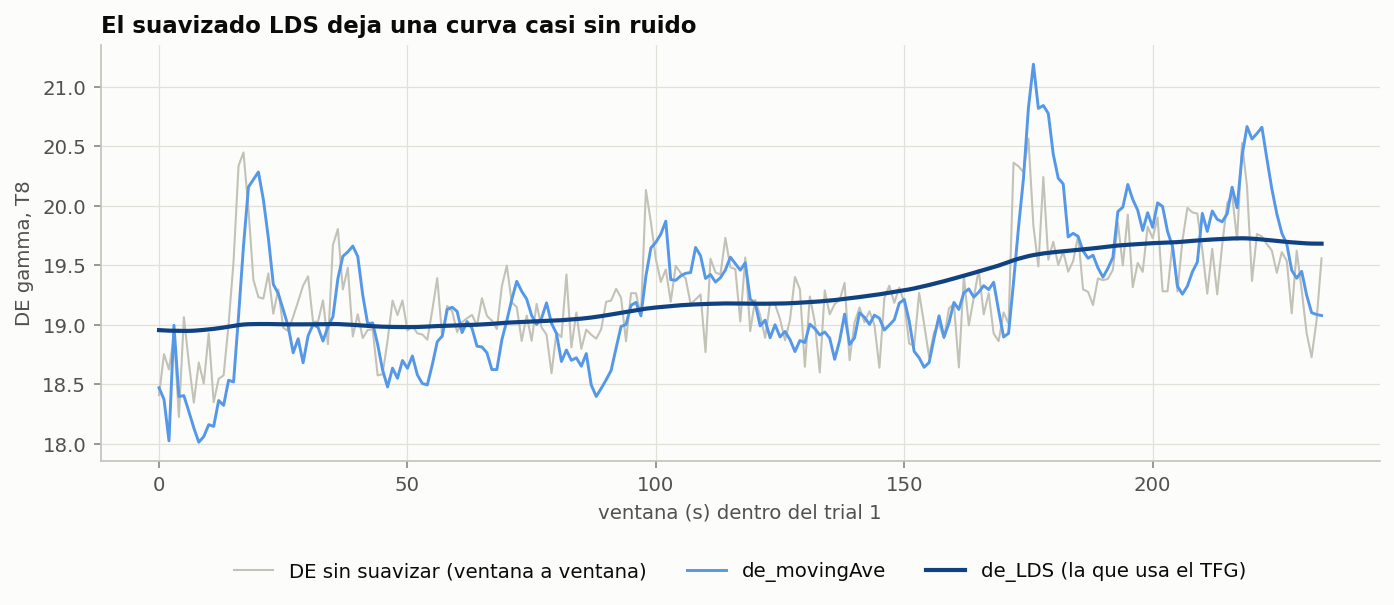 El suavizado LDS deja una curva casi sin ruido
DE gamma, T8
21.0
20.5
20.0
19.5
19.0
18.5
18.0
0 50 100 150 200
ventana (s) dentro del trial 1
DE sin suavizar (ventana a ventana) de_movingAve de_LDS (la que usa el TFG)